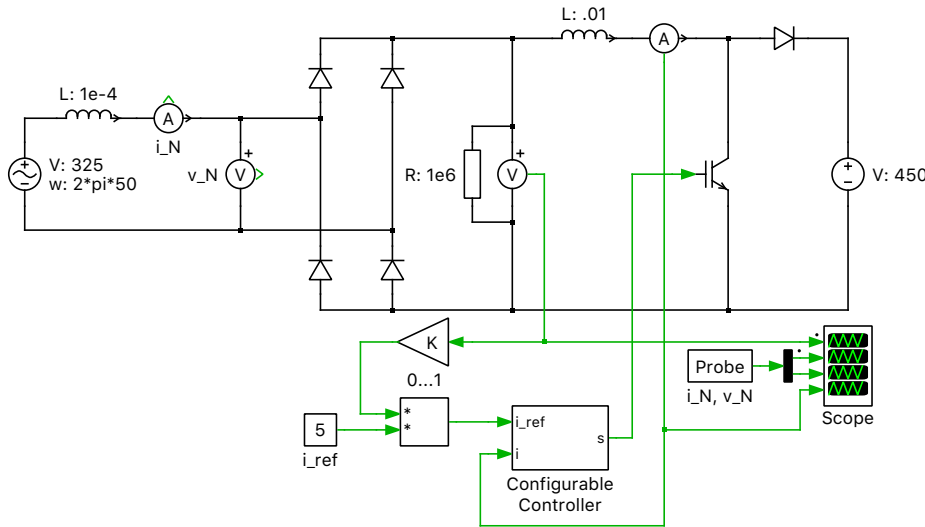 L: .01
A
L: 1e-4
A
i_N
V: 325
w: 2*pi*50
v_N
V
+
R: 1e6
V
+
V: 450
K
0...1
Probe
i_N, v_N
Scope
5
i_ref
*
*
i_ref
i
s
Configurable
Controller